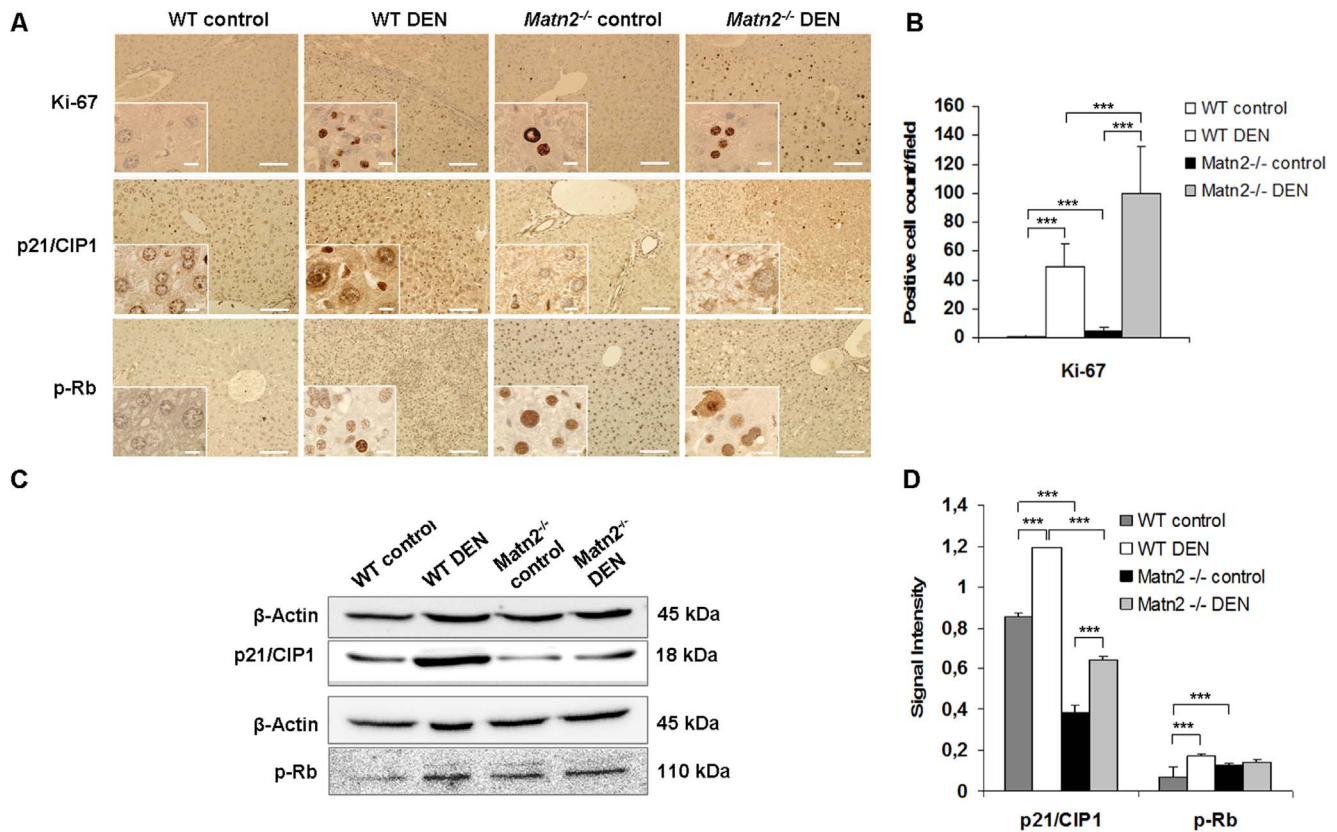 A
WT control
WT DEN
Matn2-/- control
Matn2-/- DEN
Ki-67
p21/CIP1
p-Rb
B
Positive cell count/field
160
140
120
100
80
60
40
20
0
***
***
***
***
Ki-67
WT control
WT DEN
Matn2-/- control
Matn2-/- DEN
C
WT control
WT DEN
Matn2-/-
control
Matn2-/-
DEN
β-Actin
45 kDa
p21/CIP1
18 kDa
β-Actin
45 kDa
p-Rb
110 kDa
D
Signal Intensity
1,4
1,2
1
0,8
0,6
0,4
0,2
0
***
***
***
***
***
***
p21/CIP1
p-Rb
WT control
WT DEN
Matn2 -/- control
Matn2 -/- DEN